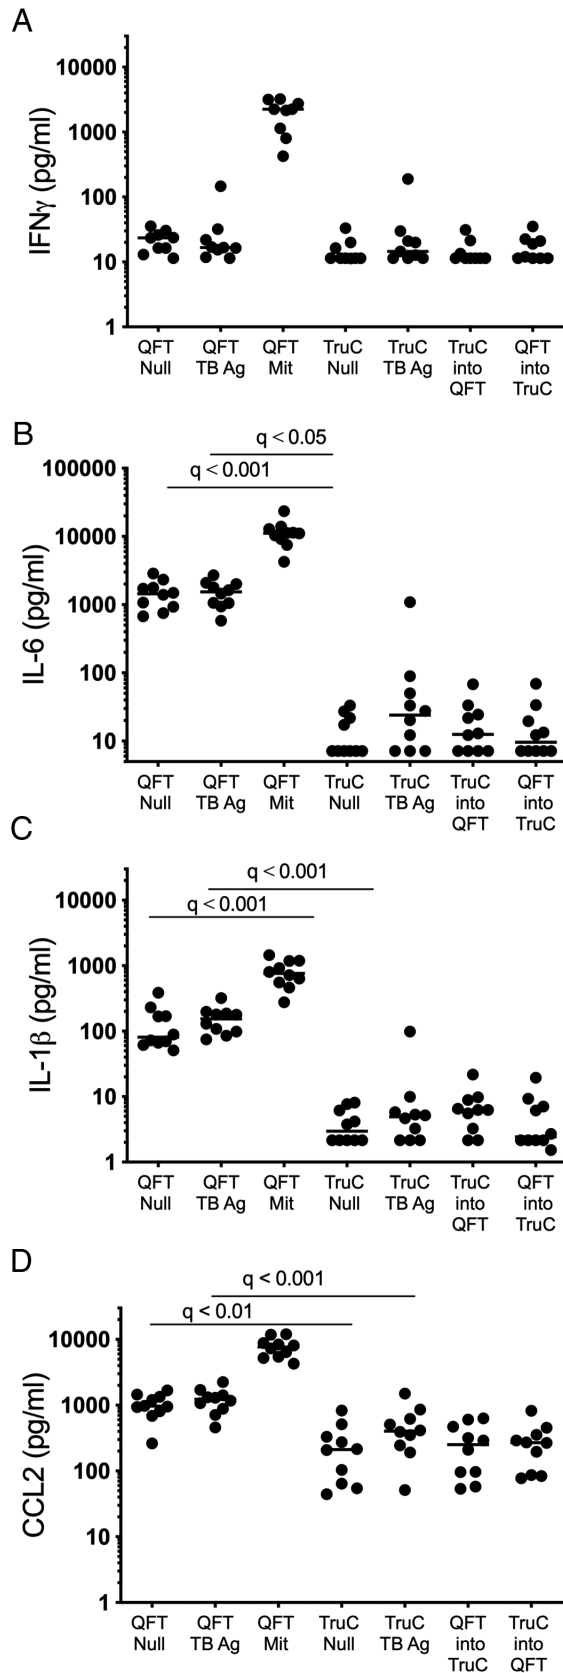 A
IFNγ (pg/ml)
10000
1000
100
10
1
QFT Null
QFT TB Ag
QFT Mit
TruC Null
TruC TB Ag
TruC into QFT
QFT into TruC
B
q < 0.05
q < 0.001
IL-6 (pg/ml)
100000
10000
1000
100
10
QFT Null
QFT TB Ag
QFT Mit
TruC Null
TruC TB Ag
TruC into QFT
QFT into TruC
C
q < 0.001
q < 0.001
IL-1β (pg/ml)
10000
1000
100
10
1
QFT Null
QFT TB Ag
QFT Mit
TruC Null
TruC TB Ag
TruC into QFT
QFT into TruC
D
q < 0.001
q < 0.01
CCL2 (pg/ml)
10000
1000
100
10
1
QFT Null
QFT TB Ag
QFT Mit
TruC Null
TruC TB Ag
QFT into TruC
TruC into QFT